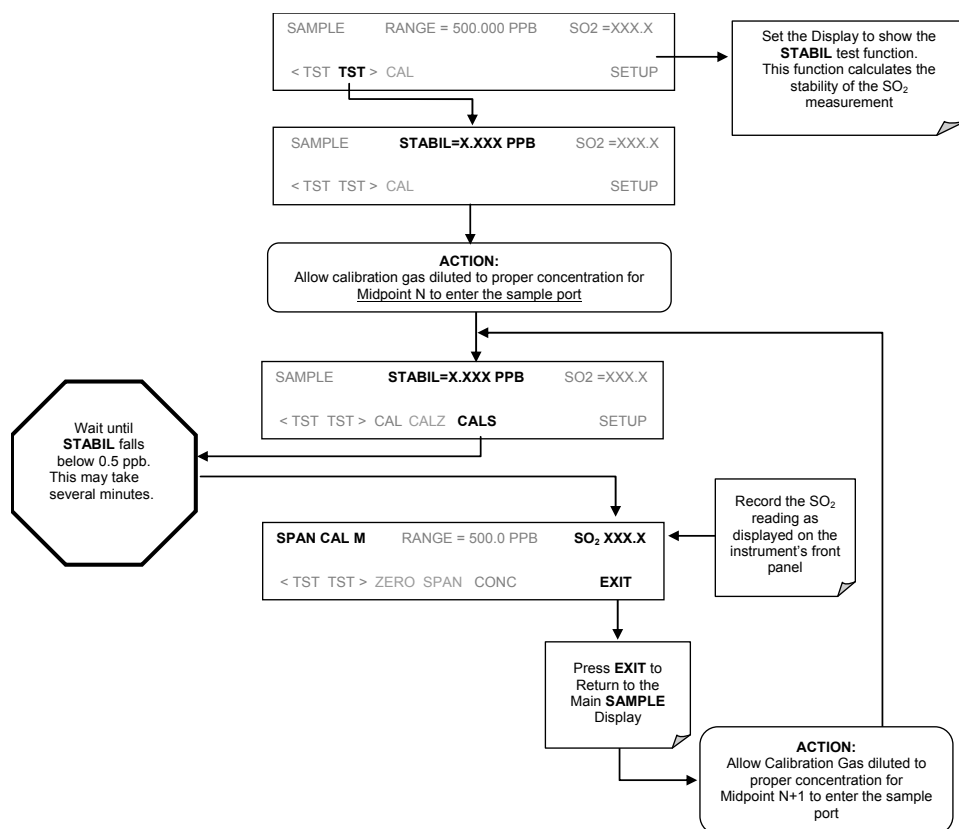 SAMPLE RANGE = 500.000 PPB SO2 =XXX.X
< TST TST > CAL SETUP
Set the Display to show the
STABIL test function.
This function calculates the
stability of the SO₂
measurement
SAMPLE STABIL=X.XXX PPB SO2 =XXX.X
< TST TST > CAL SETUP
ACTION:
Allow calibration gas diluted to proper concentration for
Midpoint N to enter the sample port
SAMPLE STABIL=X.XXX PPB SO2 =XXX.X
< TST TST > CAL CALZ CALS SETUP
Wait until
STABIL falls
below 0.5 ppb.
This may take
several minutes.
SPAN CAL M RANGE = 500.0 PPB SO₂ XXX.X
< TST TST > ZERO SPAN CONC EXIT
Record the SO₂
reading as
displayed on the
instrument's front
panel
Press EXIT to
Return to the
Main SAMPLE
Display
ACTION:
Allow Calibration Gas diluted to
proper concentration for
Midpoint N+1 to enter the sample
port